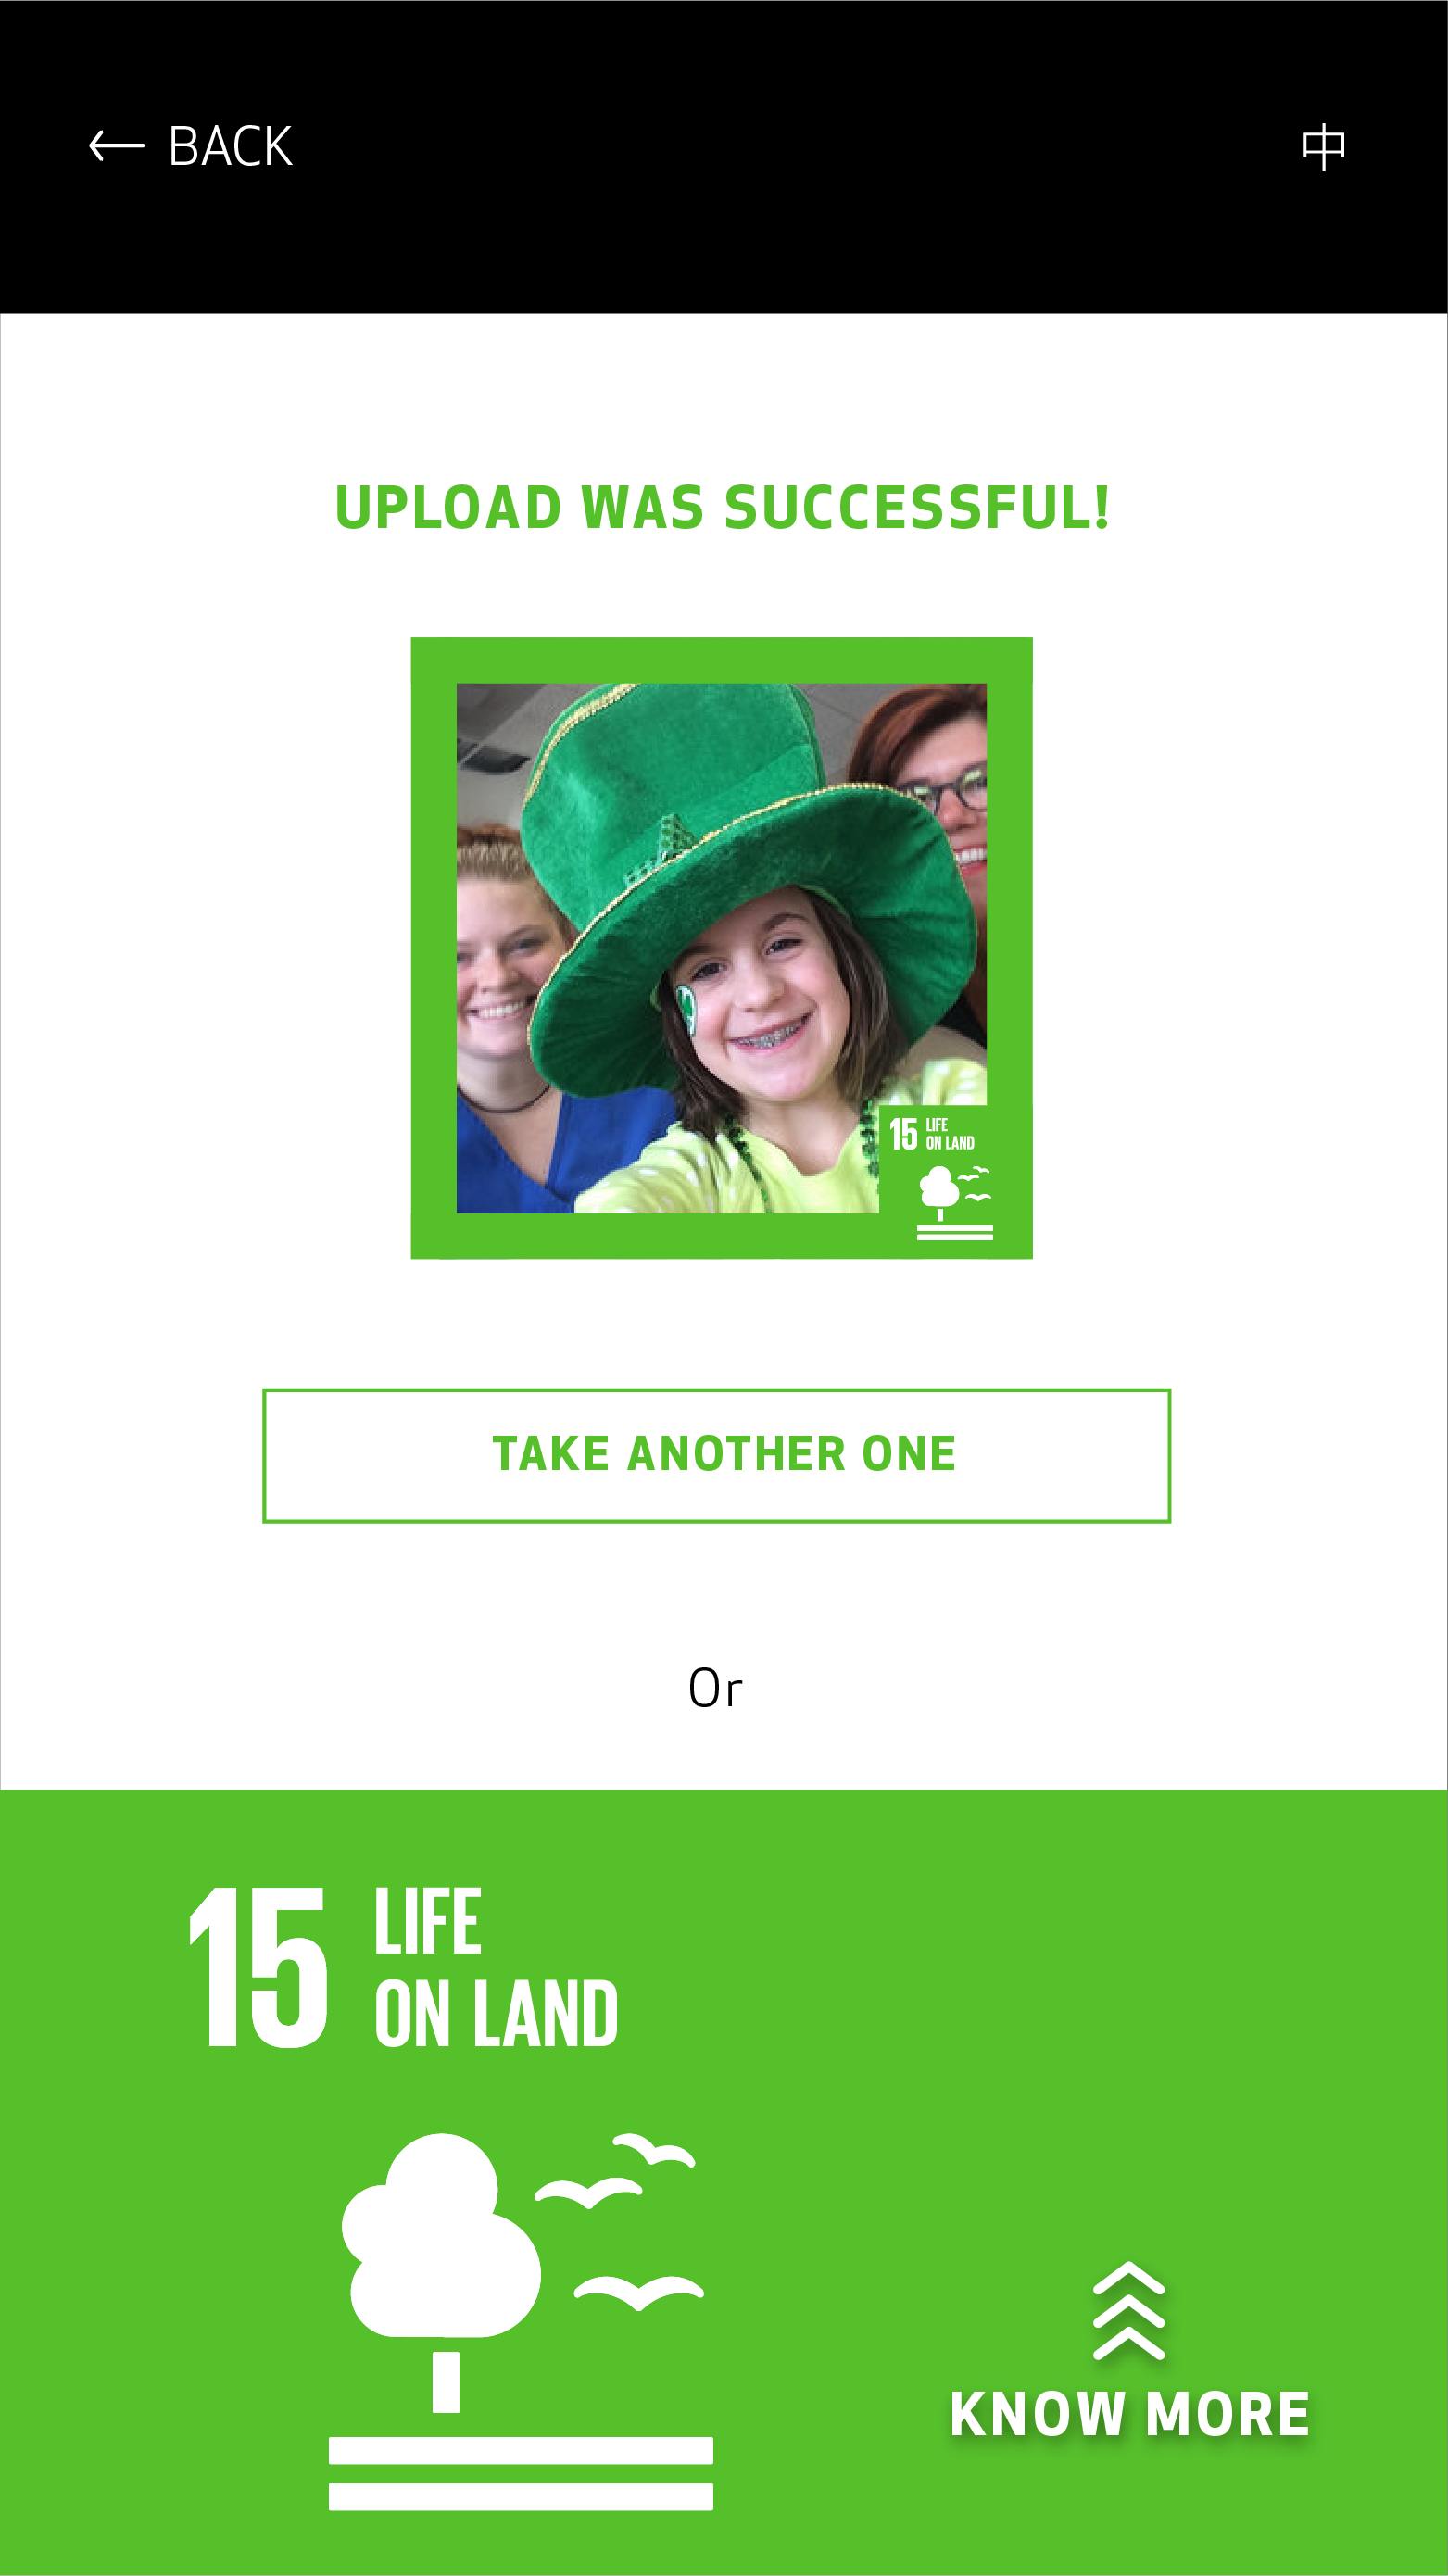 BACK
中
UPLOAD WAS SUCCESSFUL!
15 LIFE
ON LAND
TAKE ANOTHER ONE
Or
15 LIFE
ON LAND
KNOW MORE